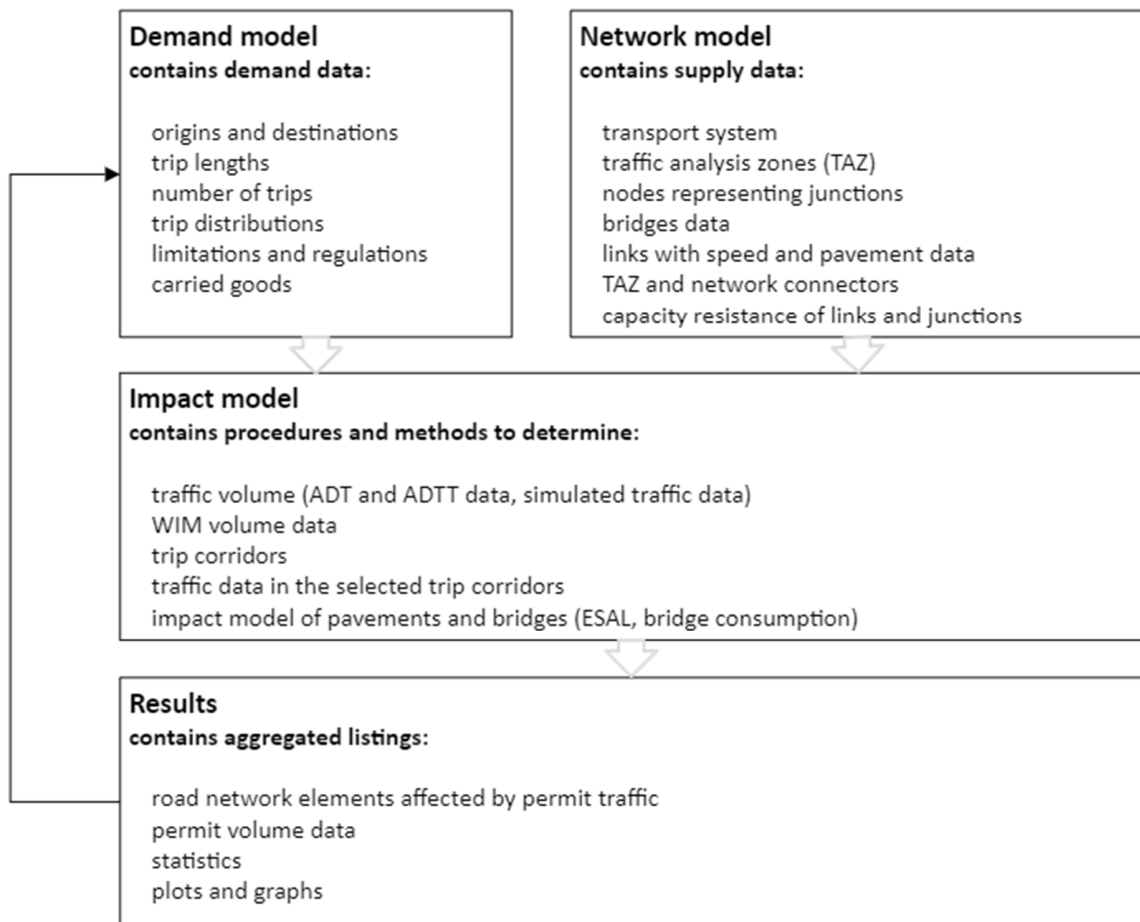 Demand model
contains demand data:
origins and destinations
trip lengths
number of trips
trip distributions
limitations and regulations
carried goods
Network model
contains supply data:
transport system
traffic analysis zones (TAZ)
nodes representing junctions
bridges data
links with speed and pavement data
TAZ and network connectors
capacity resistance of links and junctions
Impact model
contains procedures and methods to determine:
traffic volume (ADT and ADTT data, simulated traffic data)
WIM volume data
trip corridors
traffic data in the selected trip corridors
impact model of pavements and bridges (ESAL, bridge consumption)
Results
contains aggregated listings:
road network elements affected by permit traffic
permit volume data
statistics
plots and graphs